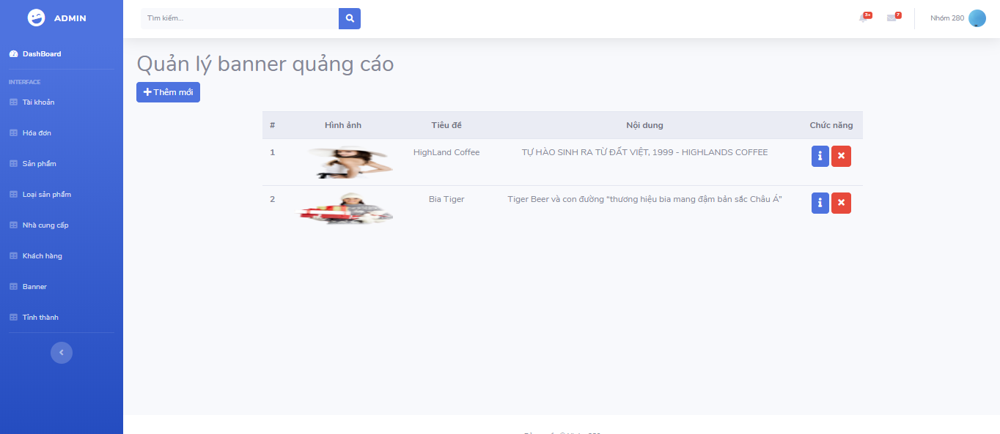 ADMIN
Tìm kiếm...
3+
7
Nhóm 280
DashBoard
INTERFACE
Tài khoản
Hóa đơn
Sản phẩm
Loại sản phẩm
Nhà cung cấp
Khách hàng
Banner
Tỉnh thành
Quản lý banner quảng cáo
Thêm mới
# Hình ảnh Tiêu đề Nội dung Chức năng
1 HighLand Coffee TỰ HÀO SINH RA TỪ ĐẤT VIỆT, 1999 - HIGHLANDS COFFEE
2 Bia Tiger Tiger Beer và con đường “thương hiệu bia mang đậm bản sắc Châu Á”